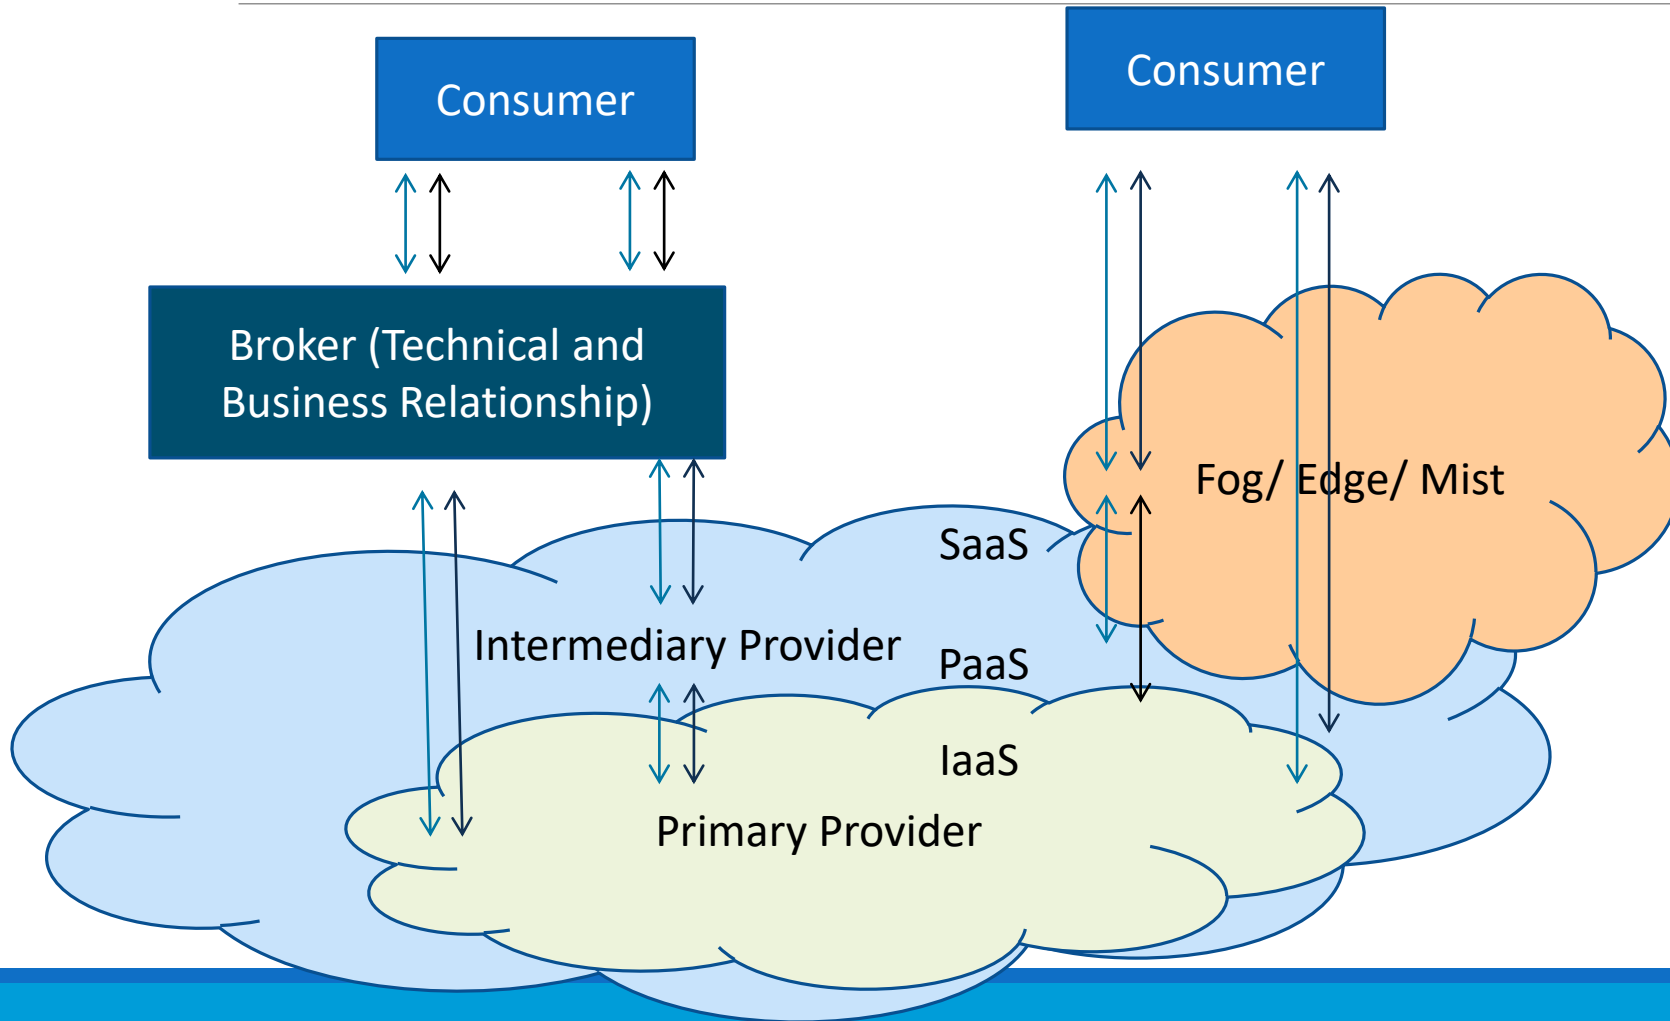 Consumer
Consumer
Broker (Technical and
Business Relationship)
Fog/ Edge/ Mist
SaaS
Intermediary Provider
PaaS
IaaS
Primary Provider